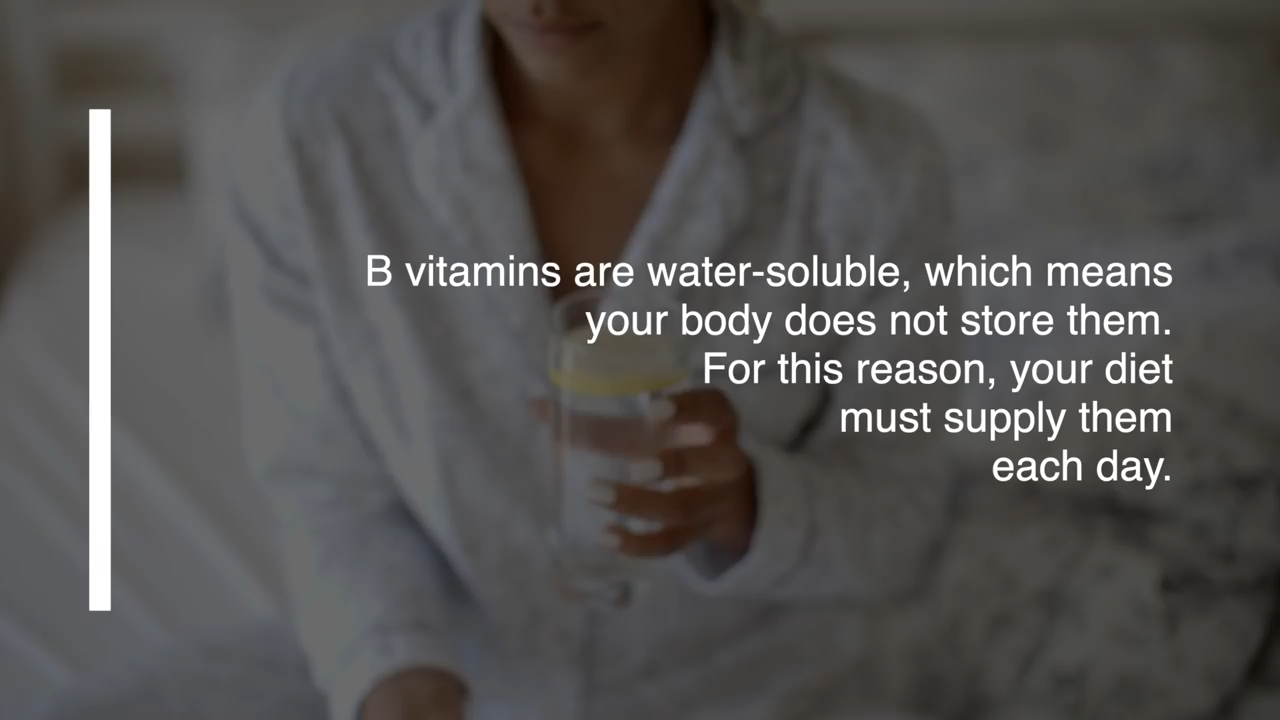 B vitamins are water-soluble, which means
your body does not store them.
For this reason, your diet
must supply them
each day.